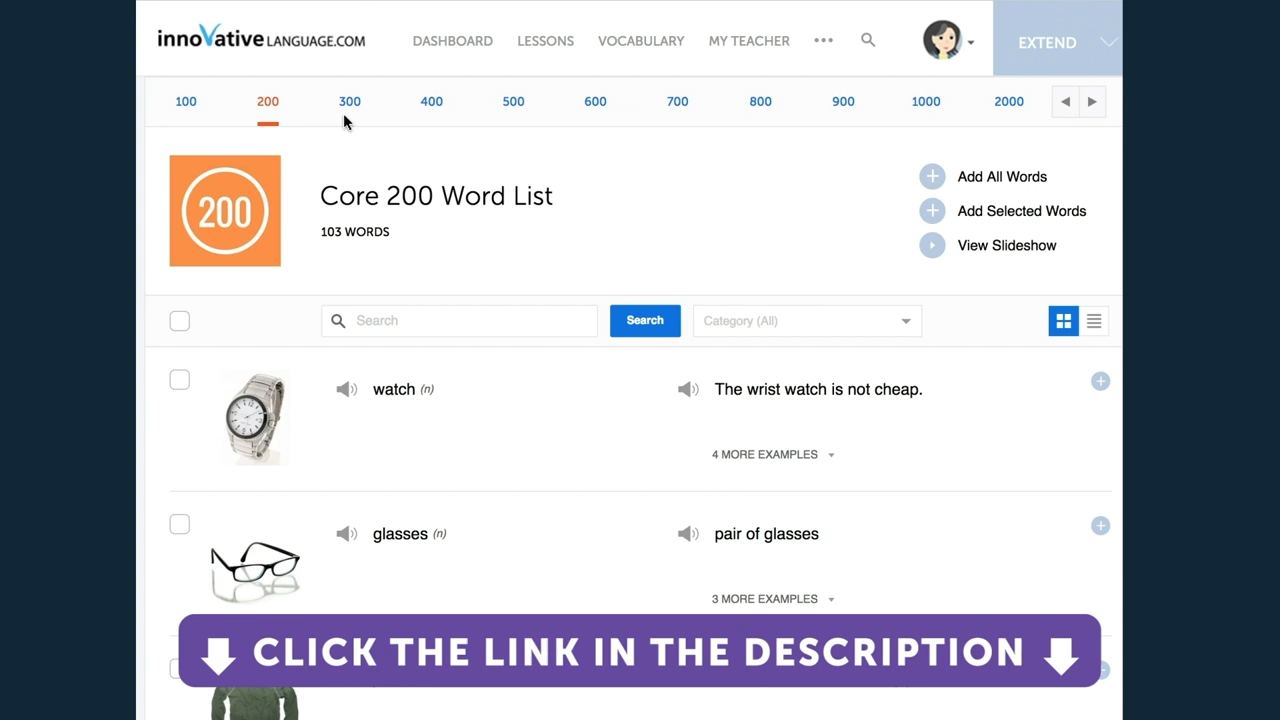 innoVativeLANGUAGE.COM
DASHBOARD LESSONS VOCABULARY MY TEACHER ••• EXTEND
100 200 300 400 500 600 700 800 900 1000 2000
200
Core 200 Word List
103 WORDS
Add All Words
Add Selected Words
View Slideshow
Search Search Category (All)
watch (n) The wrist watch is not cheap.
4 MORE EXAMPLES
glasses (n) pair of glasses
3 MORE EXAMPLES
CLICK THE LINK IN THE DESCRIPTION